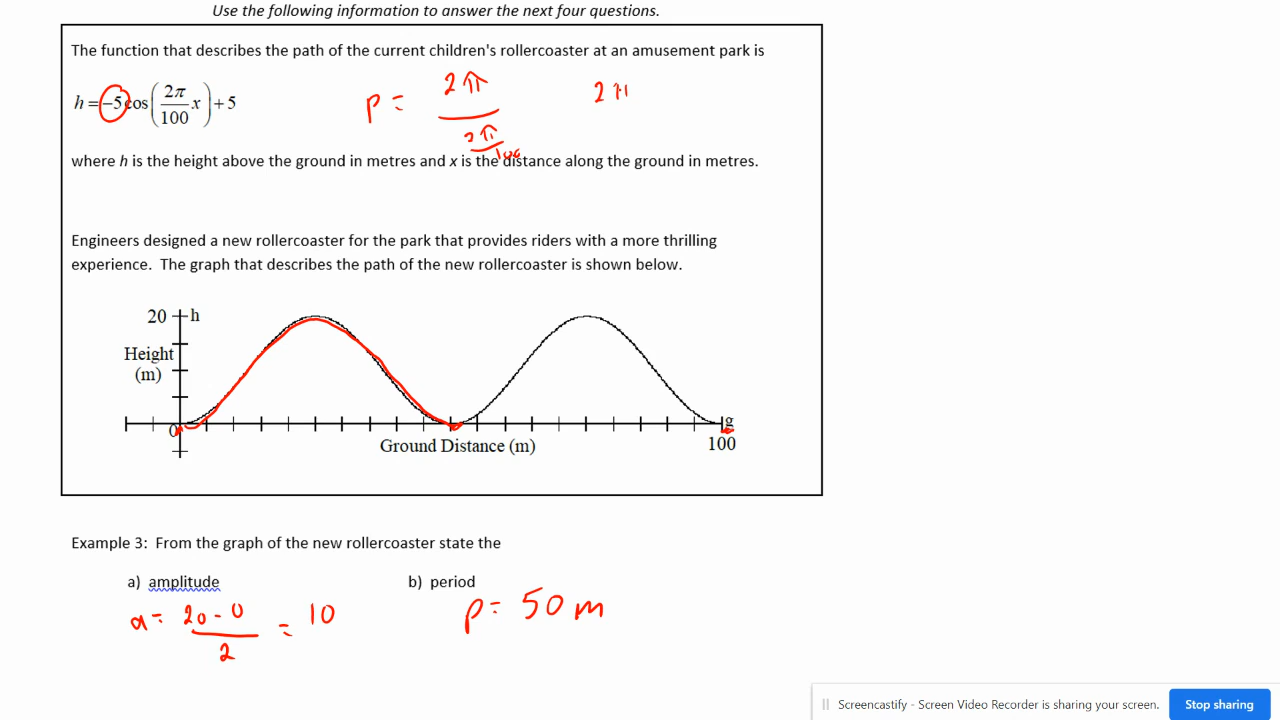 Use the following information to answer the next four questions.
The function that describes the path of the current children's rollercoaster at an amusement park is
h = −5cos(2π/100 x) + 5
p = 2π / (2π/100)
2π
where h is the height above the ground in metres and x is the distance along the ground in metres.
Engineers designed a new rollercoaster for the park that provides riders with a more thrilling
experience. The graph that describes the path of the new rollercoaster is shown below.
20 h
Height
(m)
0 g
Ground Distance (m) 100
Example 3: From the graph of the new rollercoaster state the
a) amplitude b) period
a = (20 - 0)/2 = 10 p = 50 m
Screencastify - Screen Video Recorder is sharing your screen. Stop sharing